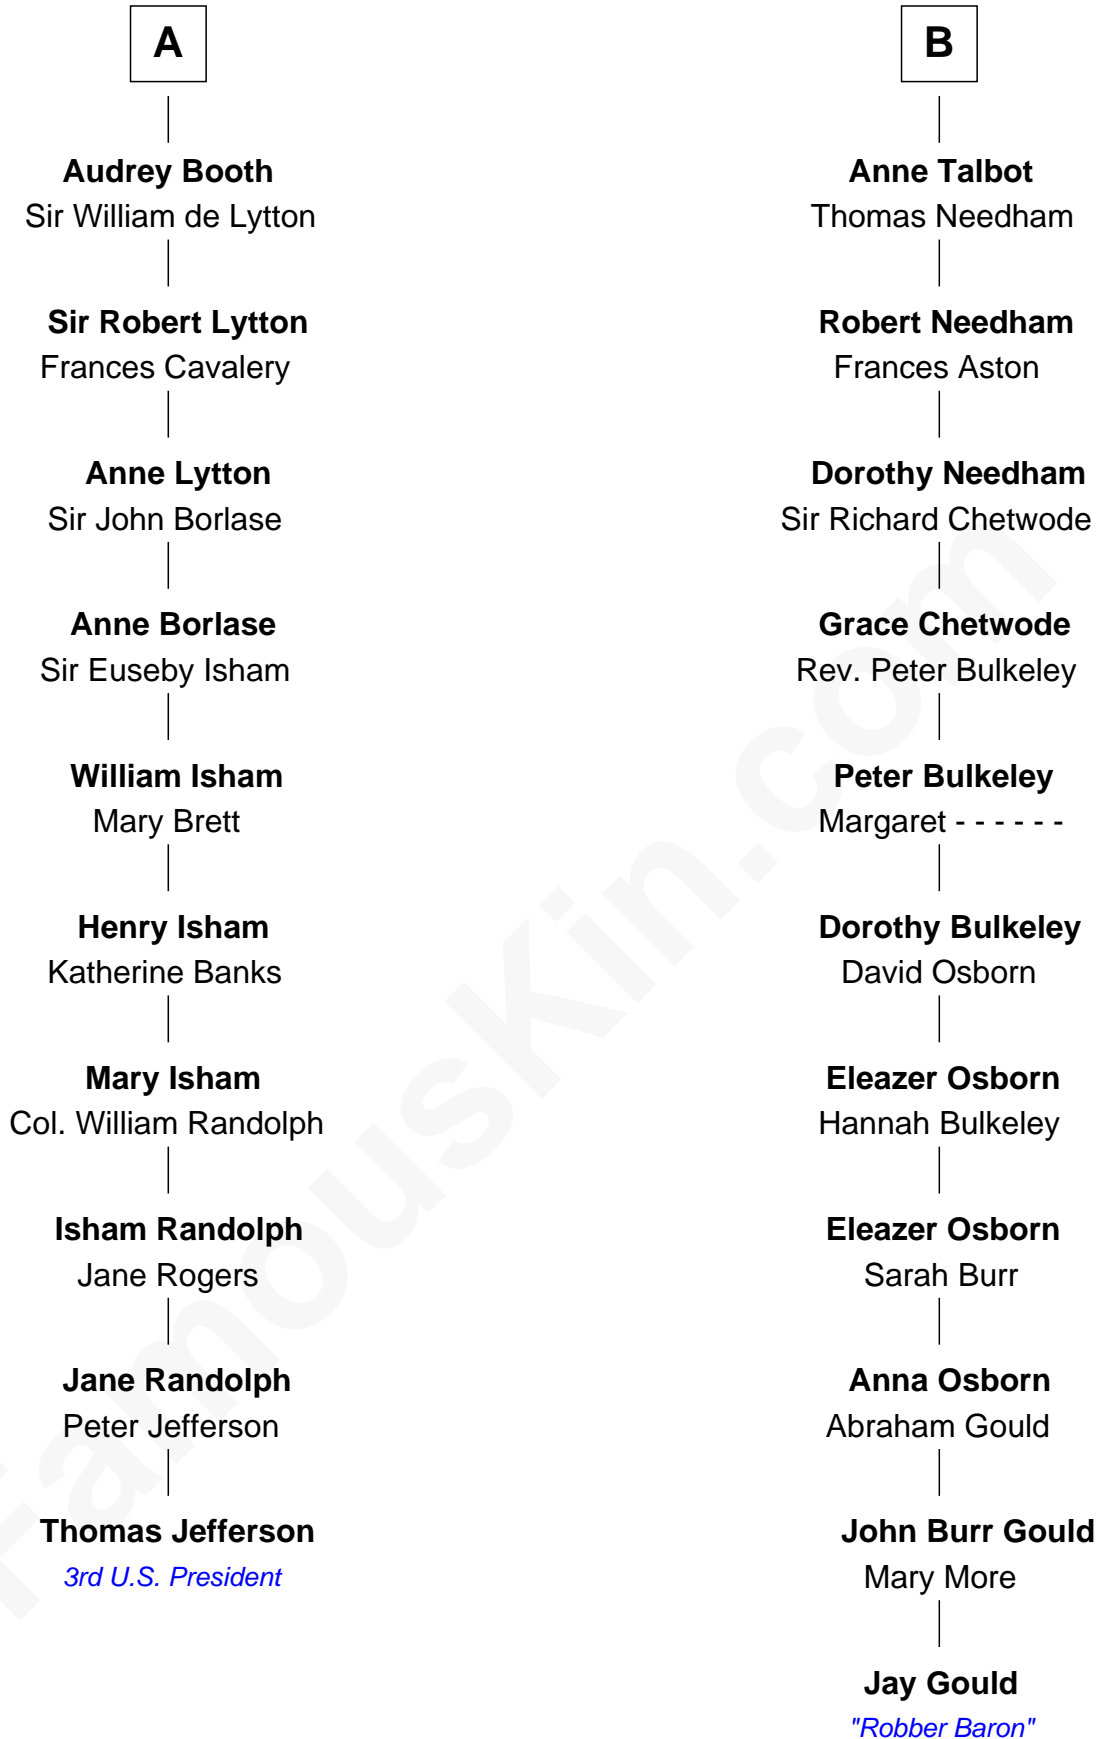 A
Audrey Booth
Sir William de Lytton
Sir Robert Lytton
Frances Cavalery
Anne Lytton
Sir John Borlase
Anne Borlase
Sir Euseby Isham
William Isham
Mary Brett
Henry Isham
Katherine Banks
Mary Isham
Col. William Randolph
Isham Randolph
Jane Rogers
Jane Randolph
Peter Jefferson
Thomas Jefferson
3rd U.S. President
B
Anne Talbot
Thomas Needham
Robert Needham
Frances Aston
Dorothy Needham
Sir Richard Chetwode
Grace Chetwode
Rev. Peter Bulkeley
Peter Bulkeley
Margaret - - - - - -
Dorothy Bulkeley
David Osborn
Eleazer Osborn
Hannah Bulkeley
Eleazer Osborn
Sarah Burr
Anna Osborn
Abraham Gould
John Burr Gould
Mary More
Jay Gould
"Robber Baron"
FamousKin.com